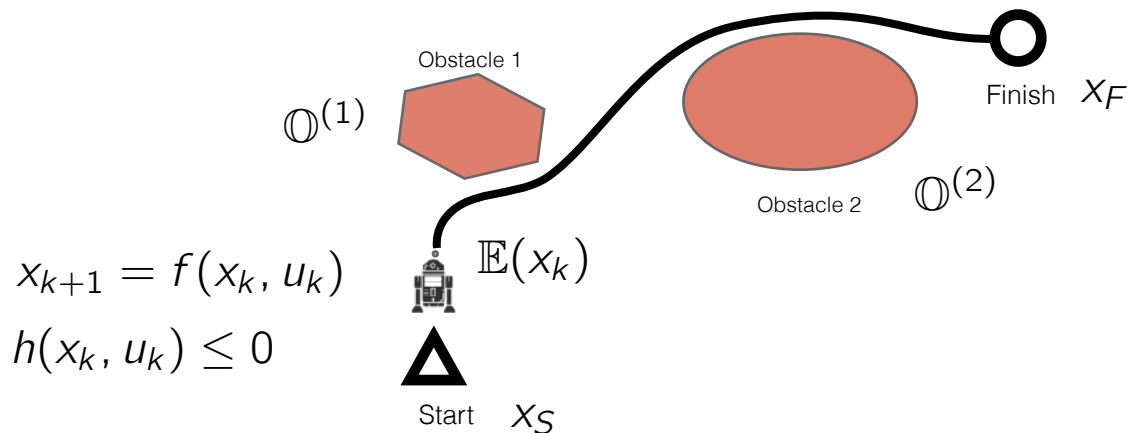 Obstacle 1
𝕆^{(1)}
Finish x_F
Obstacle 2
𝕆^{(2)}
𝔼(x_k)
x_{k+1} = f(x_k, u_k)
h(x_k, u_k) ≤ 0
Start x_S